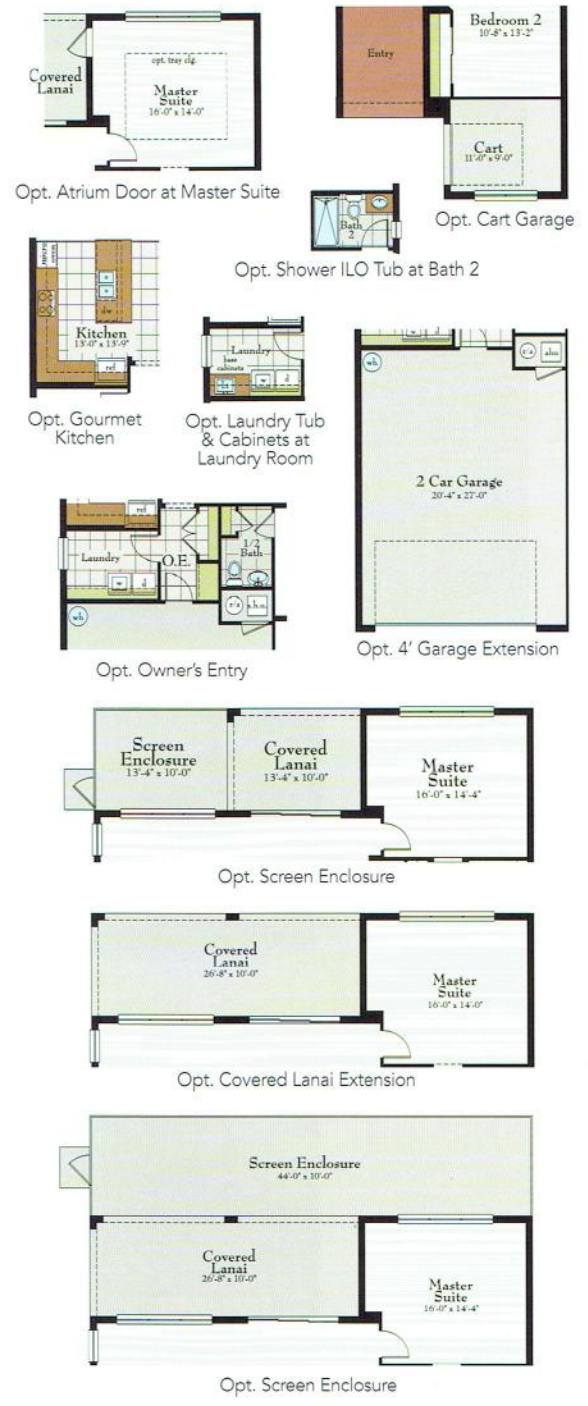 Covered
Lanai
opt. tray clg.
Master
Suite
16'-0" x 14'-0"
Opt. Atrium Door at Master Suite
Entry
Bedroom 2
10'-8" x 13'-2"
Cart
11'-0" x 9'-0"
Opt. Cart Garage
Bath
2
Opt. Shower ILO Tub at Bath 2
dw
Kitchen
13'-0" x 13'-9"
ref
Opt. Gourmet
Kitchen
Laundry
base
cabinets
w
d
Opt. Laundry Tub
& Cabinets at
Laundry Room
wh
r/s
ahu
2 Car Garage
20'-4" x 27'-0"
Opt. 4' Garage Extension
ref
Laundry
O.E.
1/2
Bath
w
d
wh
r/s
a.h.u.
Opt. Owner's Entry
Screen
Enclosure
13'-4" x 10'-0"
Covered
Lanai
13'-4" x 10'-0"
Master
Suite
16'-0" x 14'-4"
Opt. Screen Enclosure
Covered
Lanai
26'-8" x 10'-0"
Master
Suite
16'-0" x 14'-0"
Opt. Covered Lanai Extension
Screen Enclosure
44'-0" x 10'-0"
Covered
Lanai
26'-8" x 10'-0"
Master
Suite
16'-0" x 14'-4"
Opt. Screen Enclosure